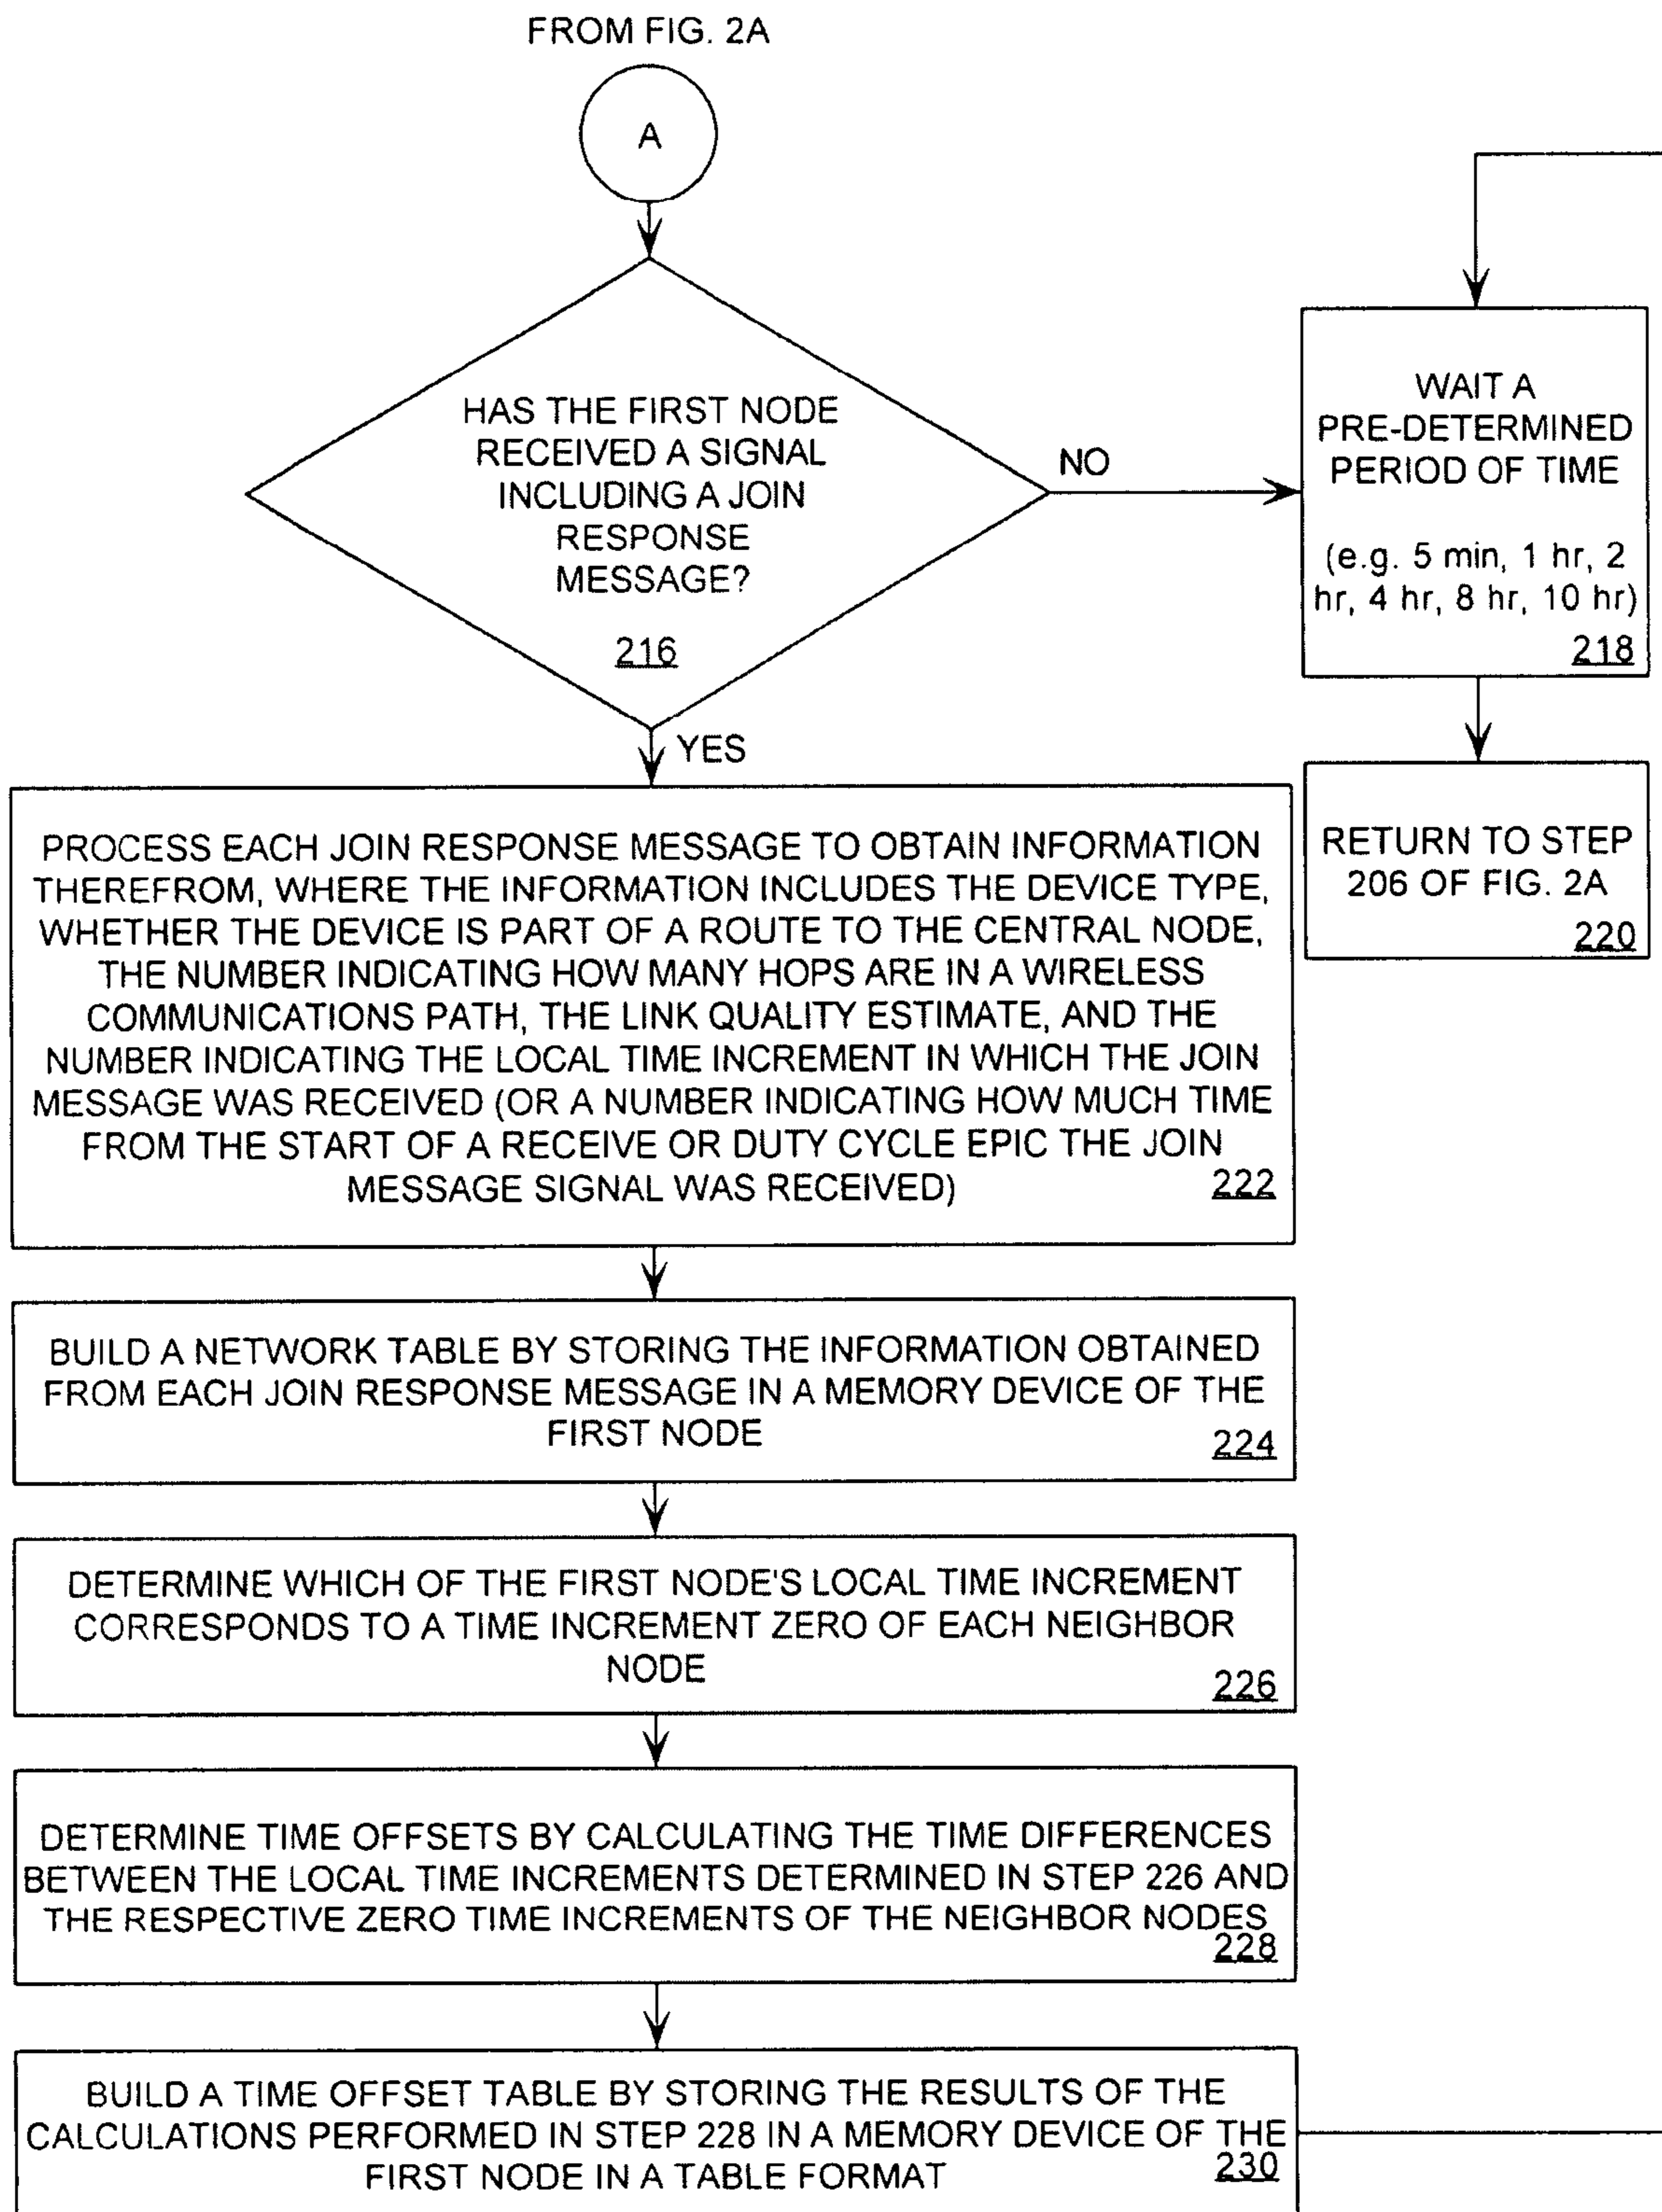 FROM FIG. 2A
A
HAS THE FIRST NODE
RECEIVED A SIGNAL
INCLUDING A JOIN
RESPONSE
MESSAGE?
216
NO
WAIT A
PRE-DETERMINED
PERIOD OF TIME
(e.g. 5 min, 1 hr, 2
hr, 4 hr, 8 hr, 10 hr)
218
YES
RETURN TO STEP
206 OF FIG. 2A
220
PROCESS EACH JOIN RESPONSE MESSAGE TO OBTAIN INFORMATION
THEREFROM, WHERE THE INFORMATION INCLUDES THE DEVICE TYPE,
WHETHER THE DEVICE IS PART OF A ROUTE TO THE CENTRAL NODE,
THE NUMBER INDICATING HOW MANY HOPS ARE IN A WIRELESS
COMMUNICATIONS PATH, THE LINK QUALITY ESTIMATE, AND THE
NUMBER INDICATING THE LOCAL TIME INCREMENT IN WHICH THE JOIN
MESSAGE WAS RECEIVED (OR A NUMBER INDICATING HOW MUCH TIME
FROM THE START OF A RECEIVE OR DUTY CYCLE EPIC THE JOIN
MESSAGE SIGNAL WAS RECEIVED)
222
BUILD A NETWORK TABLE BY STORING THE INFORMATION OBTAINED
FROM EACH JOIN RESPONSE MESSAGE IN A MEMORY DEVICE OF THE
FIRST NODE
224
DETERMINE WHICH OF THE FIRST NODE'S LOCAL TIME INCREMENT
CORRESPONDS TO A TIME INCREMENT ZERO OF EACH NEIGHBOR
NODE
226
DETERMINE TIME OFFSETS BY CALCULATING THE TIME DIFFERENCES
BETWEEN THE LOCAL TIME INCREMENTS DETERMINED IN STEP 226 AND
THE RESPECTIVE ZERO TIME INCREMENTS OF THE NEIGHBOR NODES
228
BUILD A TIME OFFSET TABLE BY STORING THE RESULTS OF THE
CALCULATIONS PERFORMED IN STEP 228 IN A MEMORY DEVICE OF THE
FIRST NODE IN A TABLE FORMAT
230